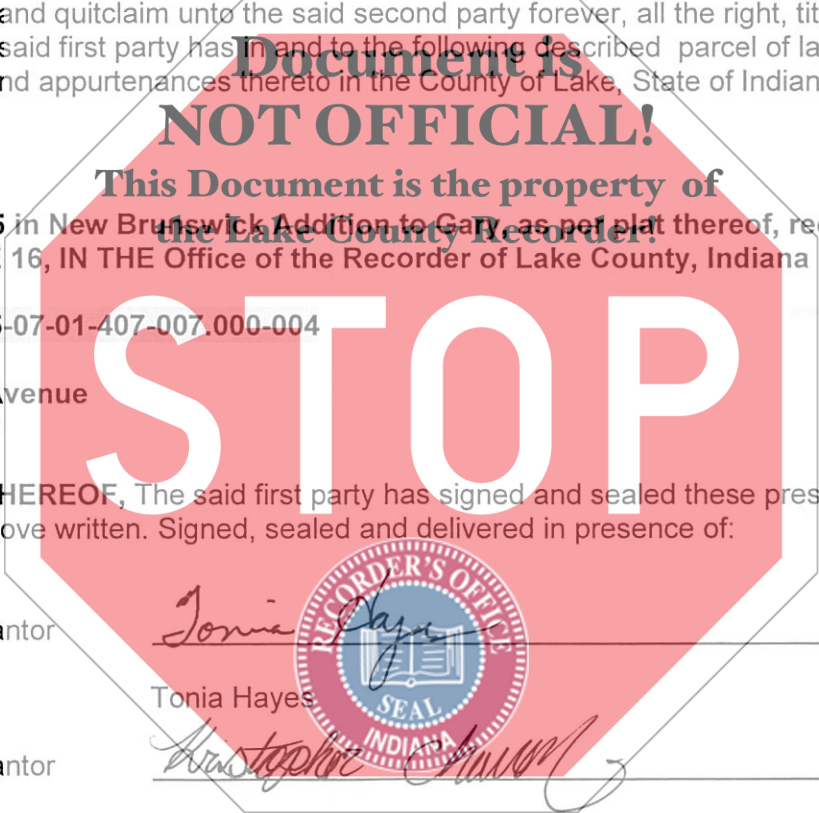 and quitclaim unto the said second party forever, all the right, tit
said first party has in and to the following described parcel of la
Document is
nd appurtenances thereto in the County of Lake, State of Indian
NOT OFFICIAL!
This Document is the property of
5 in New Brunswick Addition to Gary, as per plat thereof, re
the Lake County Recorder!
16, IN THE Office of the Recorder of Lake County, Indiana
-07-01-407-007.000-004
STOP
venue
HEREOF, The said first party has signed and sealed these pres
ove written. Signed, sealed and delivered in presence of:
RECORDER'S OFFICE
SEAL
INDIANA
antor
Tonia Hayes
Tonia Hayes
antor
Kristopher